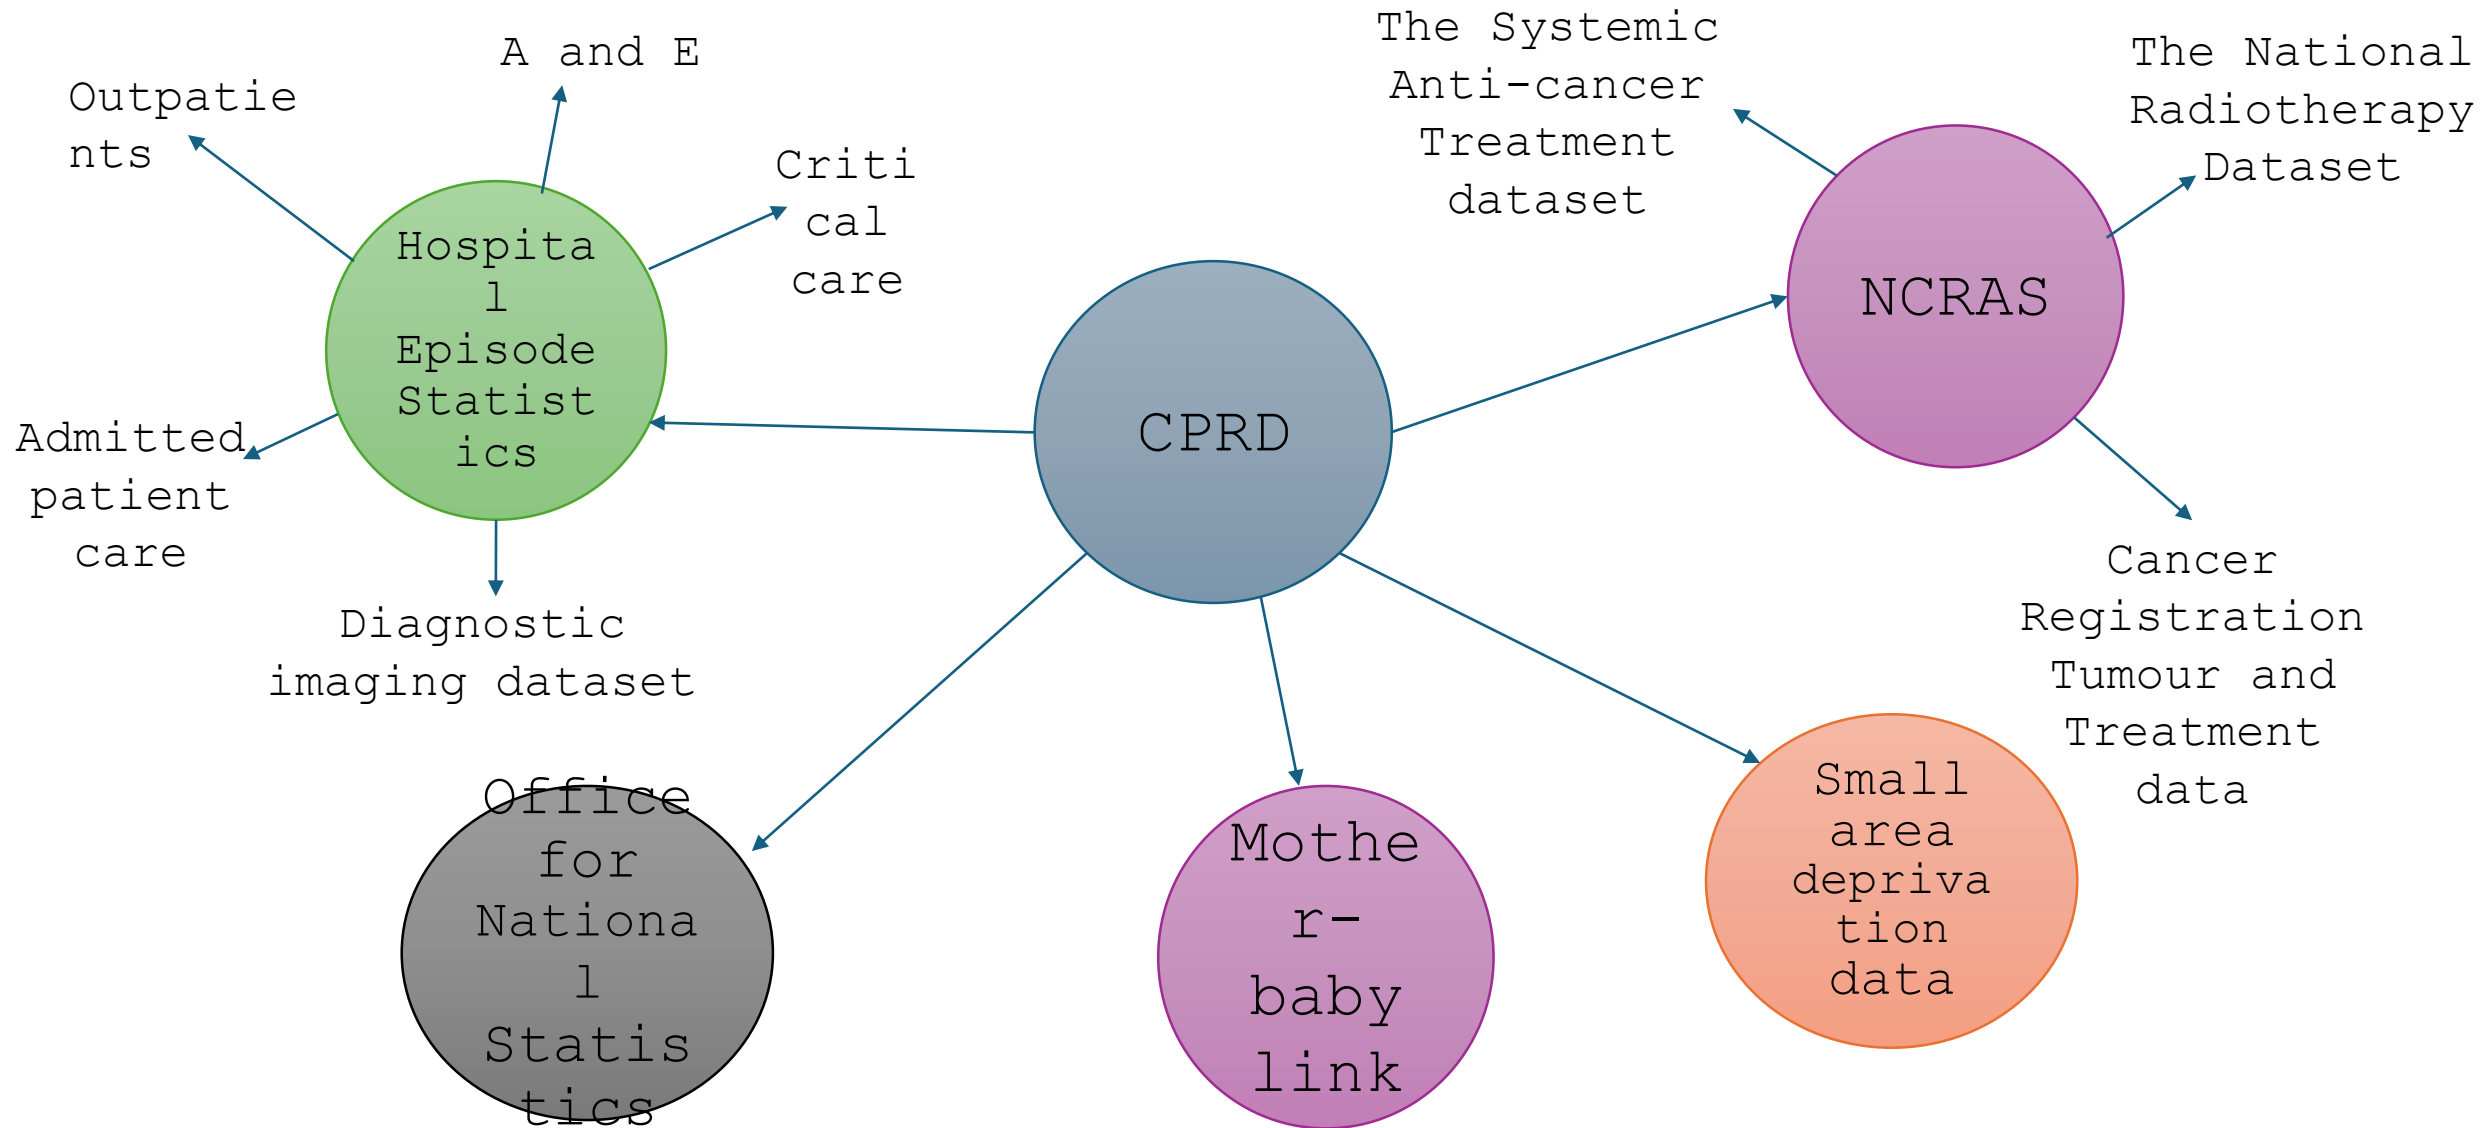 A and E
Outpatie
nts
Criti
cal
care
Hospita
l
Episode
Statist
ics
Admitted
patient
care
Diagnostic
imaging dataset
CPRD
The Systemic
Anti-cancer
Treatment
dataset
The National
Radiotherapy
Dataset
NCRAS
Cancer
Registration
Tumour and
Treatment
data
Office
for
Nationa
l
Statis
tics
Mothe
r-
baby
link
Small
area
depriva
tion
data